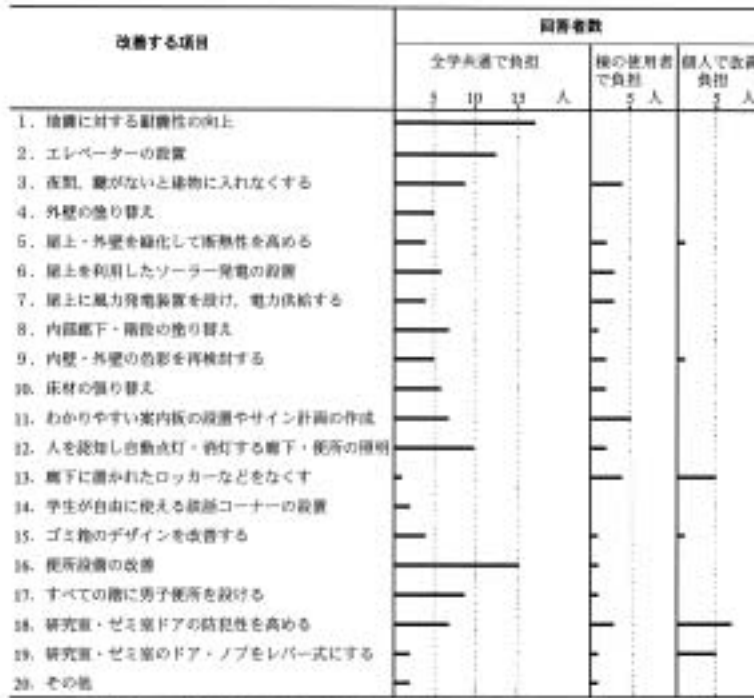 改善する項目
回答者数
全学共通で負担
棟の使用者で負担
個人で改善負担
5 10 15 人
5 人
5 人
1. 地震に対する耐震性の向上
2. エレベーターの設置
3. 夜間、鍵がないと建物に入れなくする
4. 外壁の塗り替え
5. 屋上・外壁を緑化して断熱性を高める
6. 屋上を利用したソーラー発電の設置
7. 屋上に風力発電装置を設け、電力供給する
8. 内部廊下・階段の塗り替え
9. 内壁・外壁の色彩を再検討する
10. 床材の張り替え
11. わかりやすい案内板の設置やサイン計画の作成
12. 人を認知し自動点灯・消灯する廊下・便所の照明
13. 廊下に置かれたロッカーなどをなくす
14. 学生が自由に使える談話コーナーの設置
15. ゴミ箱のデザインを改善する
16. 便所設備の改善
17. すべての階に男子便所を設ける
18. 研究室・ゼミ室ドアの防犯性を高める
19. 研究室・ゼミ室のドア・ノブをレバー式にする
20. その他